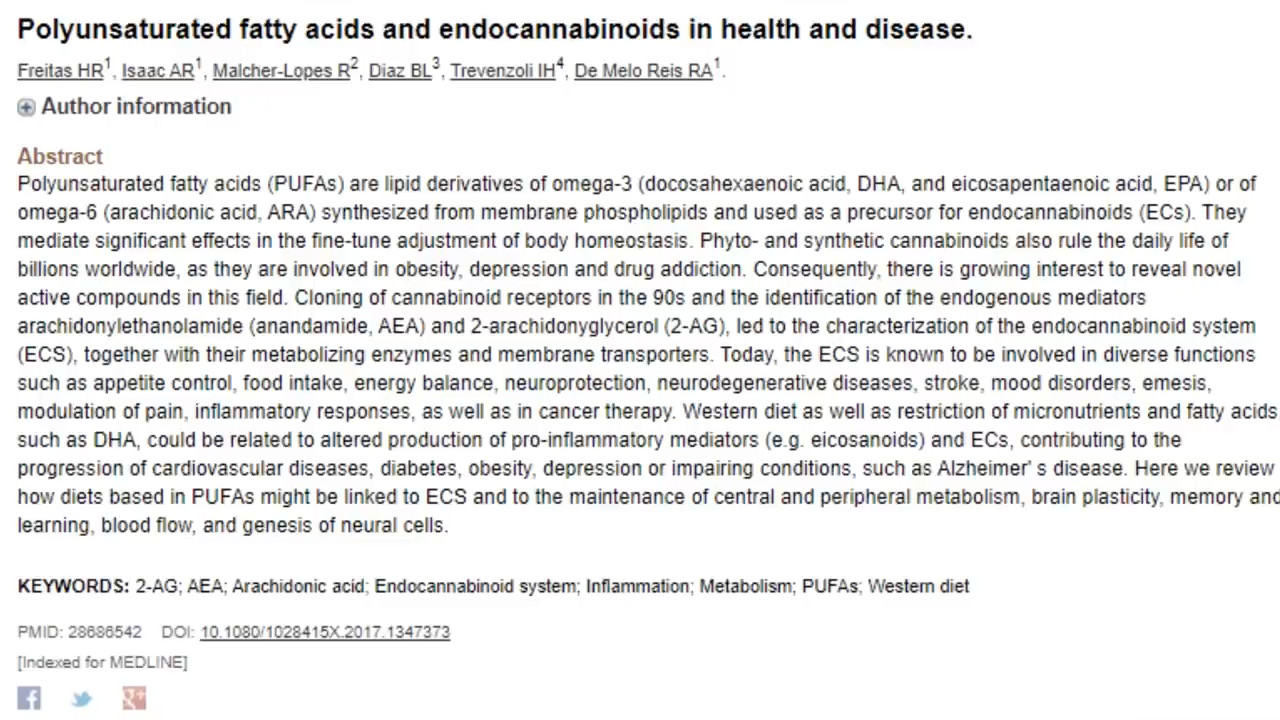 Polyunsaturated fatty acids and endocannabinoids in health and disease.
Freitas HR1, Isaac AR1, Malcher-Lopes R2, Diaz BL3, Trevenzoli IH4, De Melo Reis RA1.
Author information
Abstract
Polyunsaturated fatty acids (PUFAs) are lipid derivatives of omega-3 (docosahexaenoic acid, DHA, and eicosapentaenoic acid, EPA) or of
omega-6 (arachidonic acid, ARA) synthesized from membrane phospholipids and used as a precursor for endocannabinoids (ECs). They
mediate significant effects in the fine-tune adjustment of body homeostasis. Phyto- and synthetic cannabinoids also rule the daily life of
billions worldwide, as they are involved in obesity, depression and drug addiction. Consequently, there is growing interest to reveal novel
active compounds in this field. Cloning of cannabinoid receptors in the 90s and the identification of the endogenous mediators
arachidonylethanolamide (anandamide, AEA) and 2-arachidonyglycerol (2-AG), led to the characterization of the endocannabinoid system
(ECS), together with their metabolizing enzymes and membrane transporters. Today, the ECS is known to be involved in diverse functions
such as appetite control, food intake, energy balance, neuroprotection, neurodegenerative diseases, stroke, mood disorders, emesis,
modulation of pain, inflammatory responses, as well as in cancer therapy. Western diet as well as restriction of micronutrients and fatty acids
such as DHA, could be related to altered production of pro-inflammatory mediators (e.g. eicosanoids) and ECs, contributing to the
progression of cardiovascular diseases, diabetes, obesity, depression or impairing conditions, such as Alzheimer' s disease. Here we review
how diets based in PUFAs might be linked to ECS and to the maintenance of central and peripheral metabolism, brain plasticity, memory and
learning, blood flow, and genesis of neural cells.
KEYWORDS: 2-AG; AEA; Arachidonic acid; Endocannabinoid system; Inflammation; Metabolism; PUFAs; Western diet
PMID: 28686542 DOI: 10.1080/1028415X.2017.1347373
[Indexed for MEDLINE]